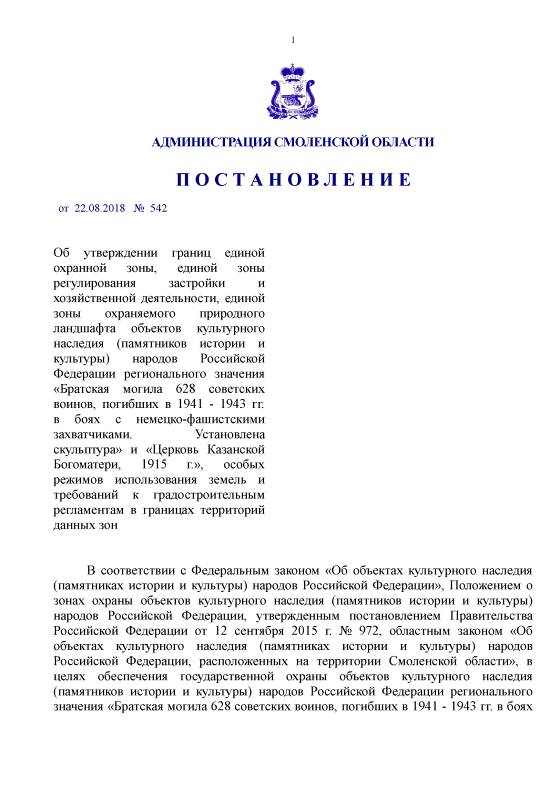 1
АДМИНИСТРАЦИЯ СМОЛЕНСКОЙ ОБЛАСТИ
П О С Т А Н О В Л Е Н И Е
от 22.08.2018 № 542
Об утверждении границ единой
охранной зоны, единой зоны
регулирования застройки и
хозяйственной деятельности, единой
зоны охраняемого природного
ландшафта объектов культурного
наследия (памятников истории и
культуры) народов Российской
Федерации регионального значения
«Братская могила 628 советских
воинов, погибших в 1941 - 1943 гг.
в боях с немецко-фашистскими
захватчиками. Установлена
скульптура» и «Церковь Казанской
Богоматери, 1915 г.», особых
режимов использования земель и
требований к градостроительным
регламентам в границах территорий
данных зон
В соответствии с Федеральным законом «Об объектах культурного наследия
(памятниках истории и культуры) народов Российской Федерации», Положением о
зонах охраны объектов культурного наследия (памятников истории и культуры)
народов Российской Федерации, утвержденным постановлением Правительства
Российской Федерации от 12 сентября 2015 г. № 972, областным законом «Об
объектах культурного наследия (памятниках истории и культуры) народов
Российской Федерации, расположенных на территории Смоленской области», в
целях обеспечения государственной охраны объектов культурного наследия
(памятников истории и культуры) народов Российской Федерации регионального
значения «Братская могила 628 советских воинов, погибших в 1941 - 1943 гг. в боях